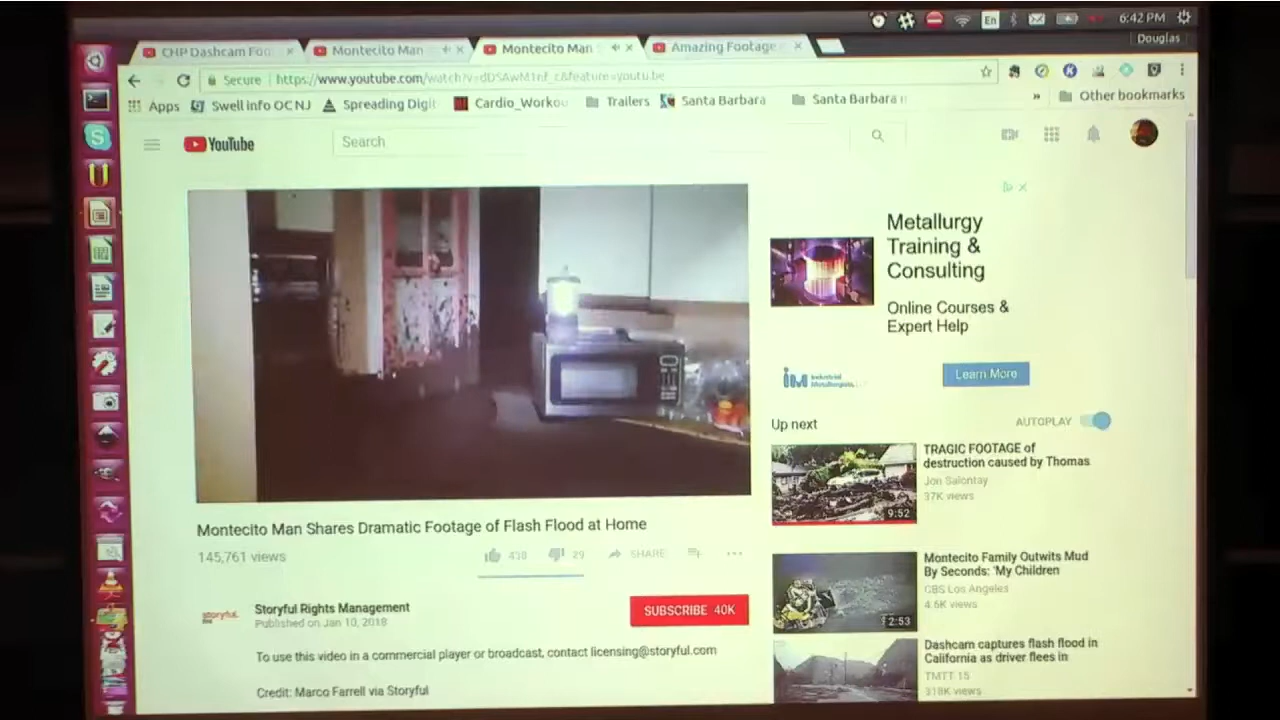 En
6:42 PM
Douglas
CHP Dashcam Foo
Montecito Man
Montecito Man
Amazing Footage
Secure
https://www.youtube.com/watch?
Apps
Swell info OC NJ
Spreading Digit
Cardio_Workou
Trailers
Santa Barbara
Santa Barbara
»
Other bookmarks
YouTube
Search
Metallurgy
Training &
Consulting
Online Courses &
Expert Help
Learn More
Up next
AUTOPLAY
TRAGIC FOOTAGE of
destruction caused by Thomas
Jon Salontay
37K views
9:52
Montecito Man Shares Dramatic Footage of Flash Flood at Home
145,761 views
438
29
SHARE
Montecito Family Outwits Mud
By Seconds: 'My Children
CBS Los Angeles
4.6K views
2:53
storyful.
Storyful Rights Management
Published on Jan 10, 2018
SUBSCRIBE 40K
Dashcam captures flash flood in
California as driver flees in
TMTT 15
318K views
To use this video in a commercial player or broadcast, contact licensing@storyful.com
Credit: Marco Farrell via Storyful